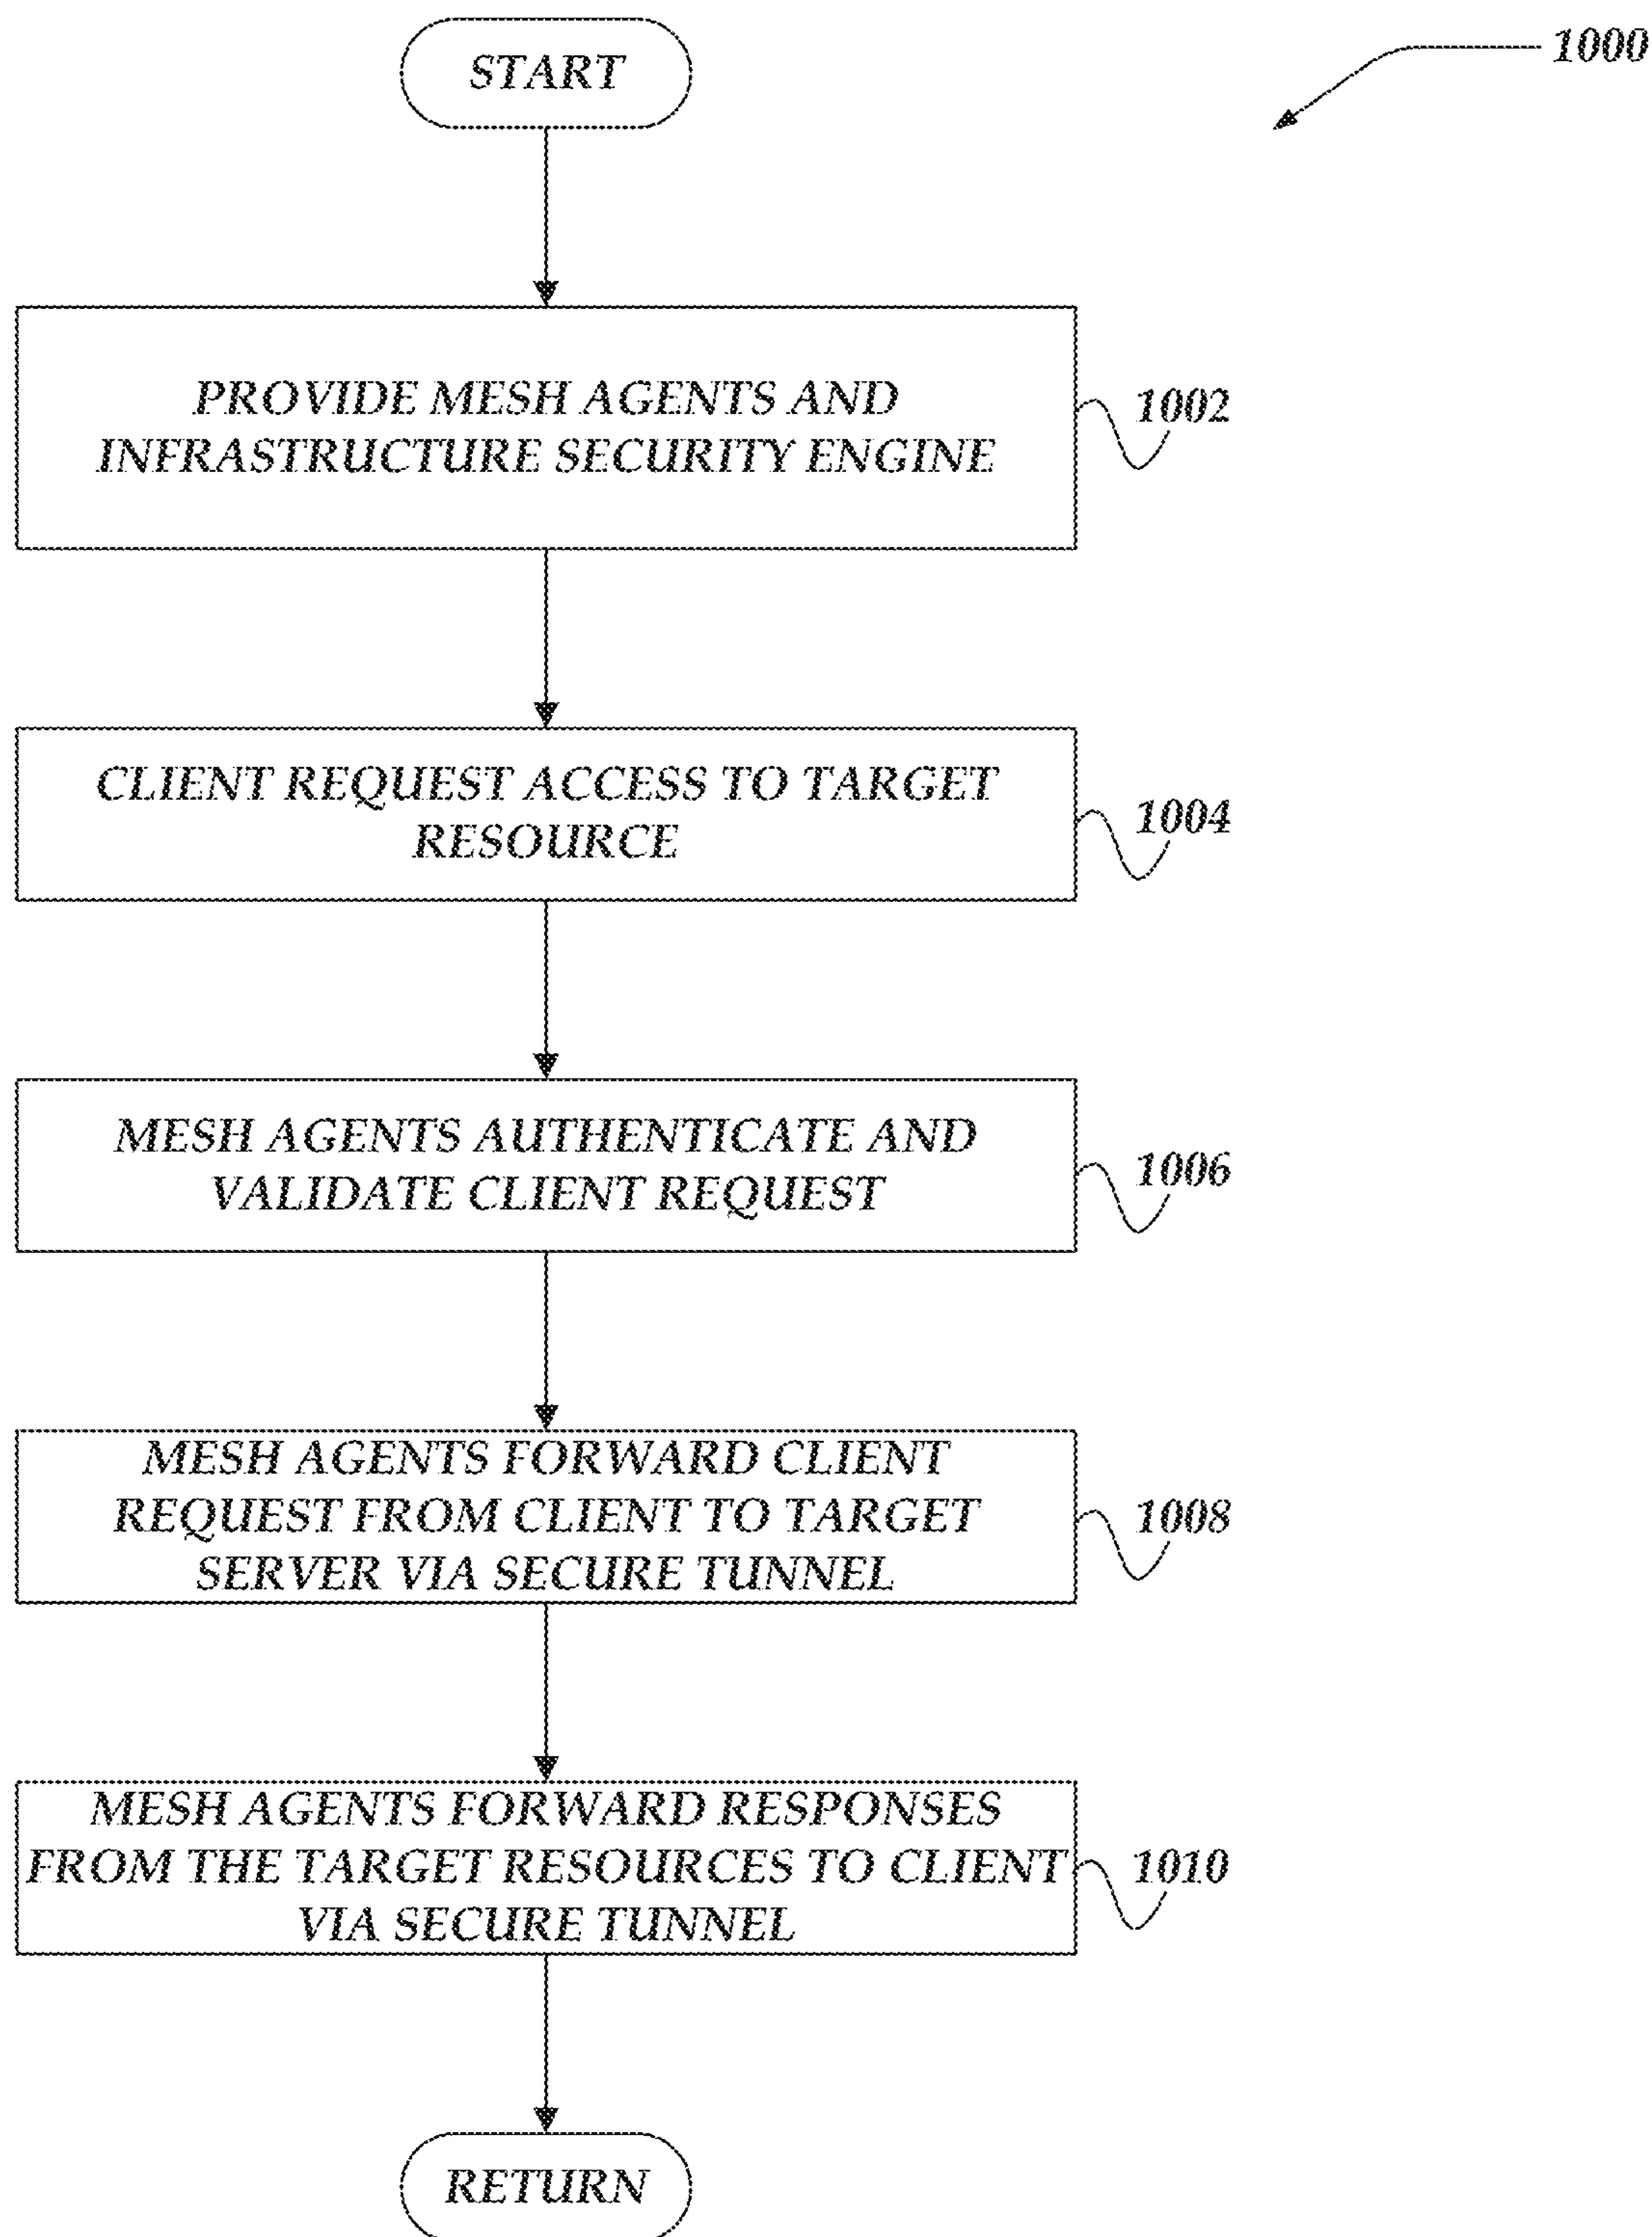 START
1000
PROVIDE MESH AGENTS AND
INFRASTRUCTURE SECURITY ENGINE
1002
CLIENT REQUEST ACCESS TO TARGET
RESOURCE
1004
MESH AGENTS AUTHENTICATE AND
VALIDATE CLIENT REQUEST
1006
MESH AGENTS FORWARD CLIENT
REQUEST FROM CLIENT TO TARGET
SERVER VIA SECURE TUNNEL
1008
MESH AGENTS FORWARD RESPONSES
FROM THE TARGET RESOURCES TO CLIENT
VIA SECURE TUNNEL
1010
RETURN